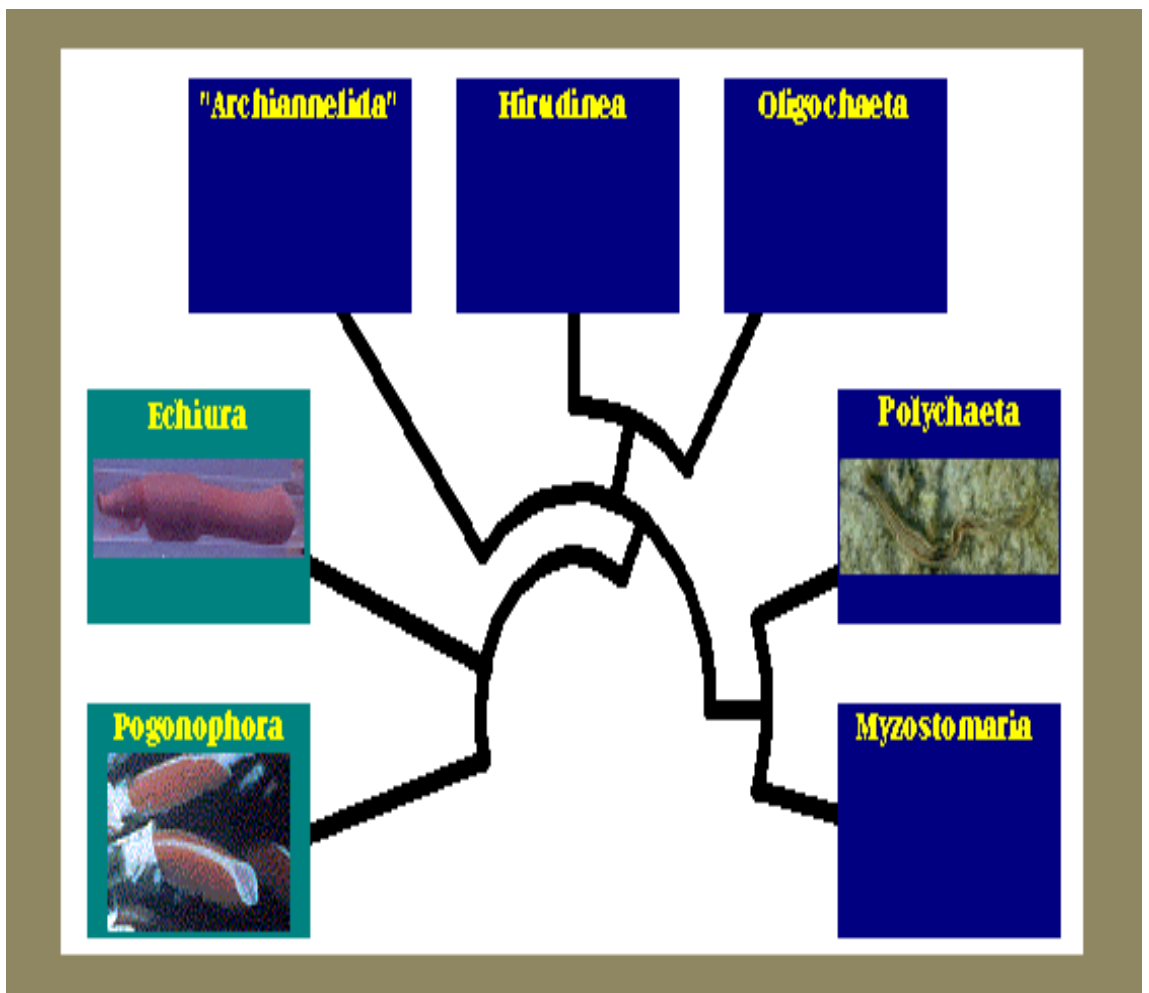 "Archiannelida"
Hirudinea
Oligochaeta
Echiura
Polychaeta
Pogonophora
Myzostomaria